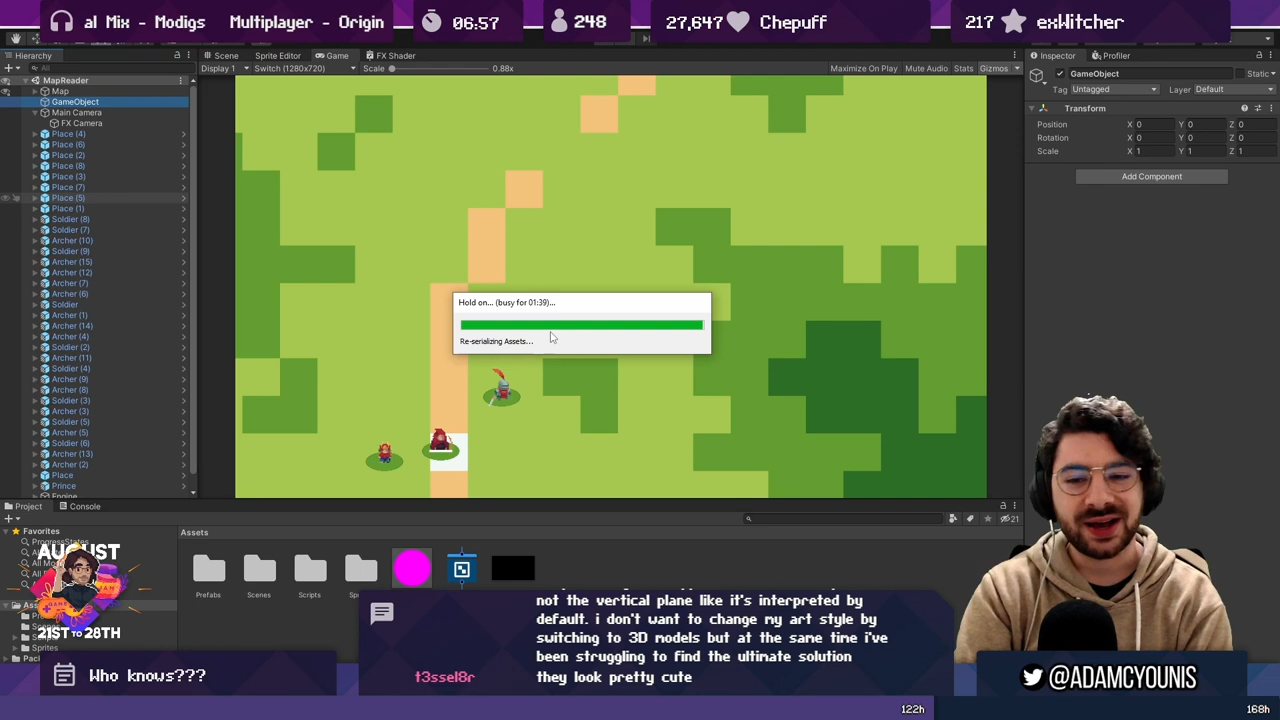 al Mix - Modigs Multiplayer - Origin
06:57
248
27,647 Chepuff
217 exWitcher
Hierarchy
Scene Sprite Editor Game FX Shader
Inspector Profiler
All
Display 1 Switch (1280x720) Scale 0.88x
Maximize On Play Mute Audio Stats Gizmos
GameObject Static
Tag Untagged Layer Default
Transform
Position X 0 Y 0 Z 0
Rotation X 0 Y 0 Z 0
Scale X 1 Y 1 Z 1
Add Component
MapReader
Map
GameObject
Main Camera
FX Camera
Place (4)
Place (6)
Place (2)
Place (8)
Place (3)
Place (7)
Place (5)
Place (1)
Soldier (8)
Soldier (7)
Archer (10)
Soldier (9)
Archer (15)
Archer (12)
Archer (7)
Archer (6)
Soldier
Archer (1)
Archer (14)
Archer (4)
Soldier (2)
Archer (11)
Soldier (4)
Archer (9)
Archer (8)
Soldier (3)
Archer (3)
Soldier (5)
Archer (5)
Soldier (6)
Archer (13)
Archer (2)
Place
Prince
Engine
Hold on... (busy for 01:39)...
Re-serializing Assets...
Project Console
21
Favorites
Assets
Prefabs
Scenes
Scripts
AUGUST
21ST TO 28TH
Sprites
Who knows???
not the vertical plane like it's interpreted by
default. i don't want to change my art style by
switching to 3D models but at the same time i've
been struggling to find the ultimate solution
t3ssel8r they look pretty cute
@ADAMCYOUNIS
122h
168h